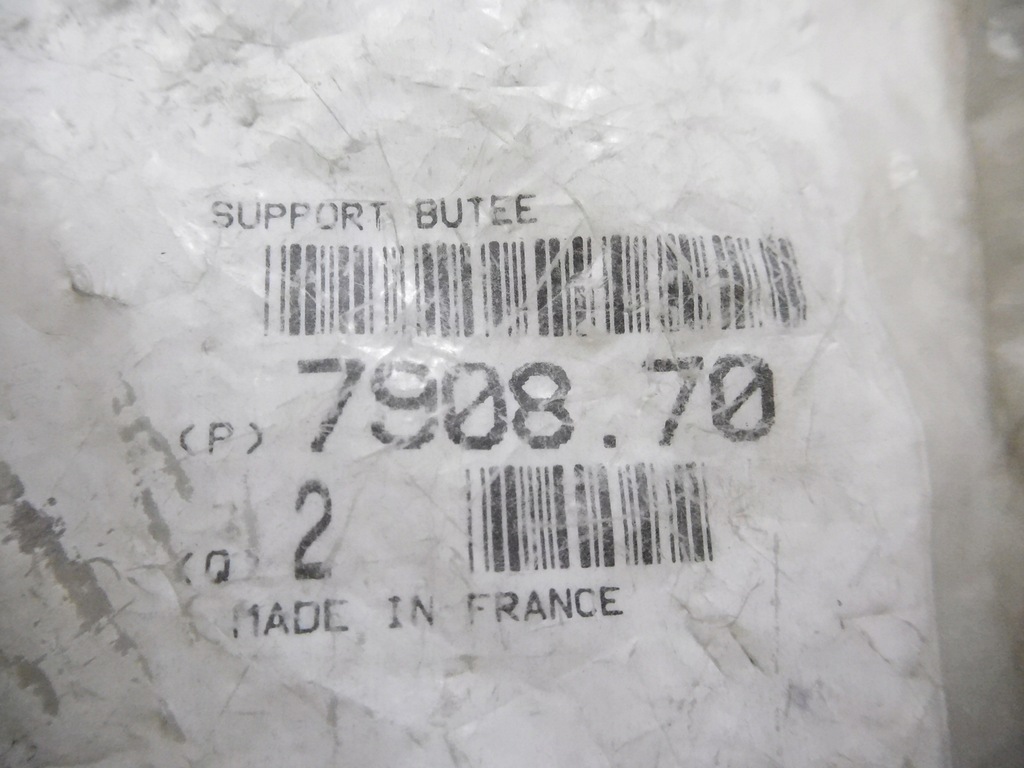 SUPPORT BUTEE
(P) 7908.70
(Q) 2
MADE IN FRANCE